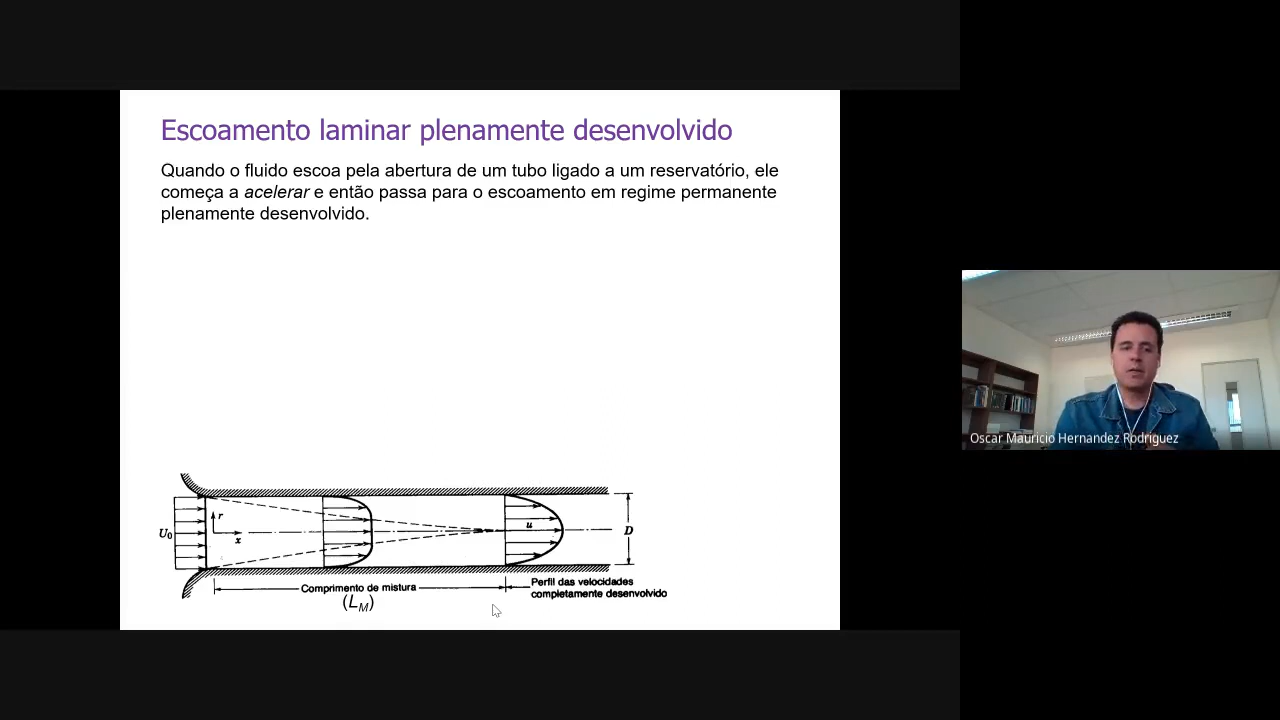 Escoamento laminar plenamente desenvolvido
Quando o fluido escoa pela abertura de um tubo ligado a um reservatório, ele
começa a acelerar e então passa para o escoamento em regime permanente
plenamente desenvolvido.
U0
r
x
u
D
Comprimento de mistura
(LM)
Perfil das velocidades
completamente desenvolvido
Oscar Mauricio Hernandez Rodriguez